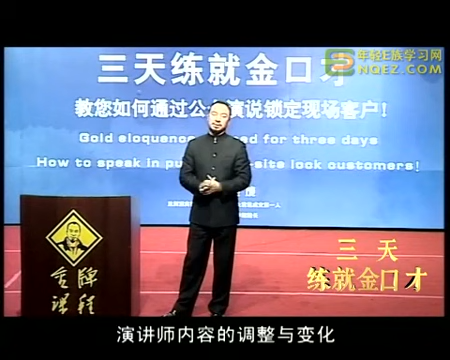 年轻E族学习网
NQEZ.COM
三天练就金口才
教您如何通过公众演说锁定现场客户!
Gold eloquence
ed for three days
How to speak in pu
site lock customers!
金牌
课程
三天
练就金口才
演讲师内容的调整与变化